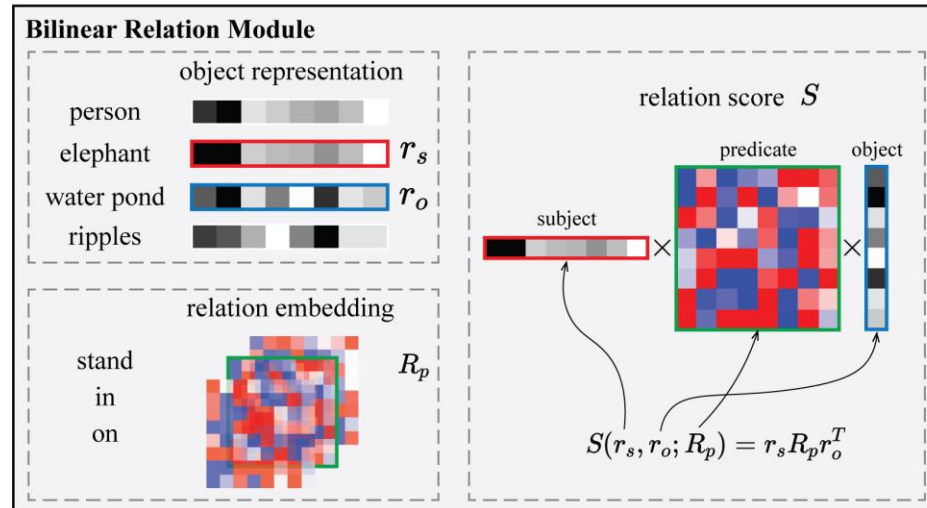 Bilinear Relation Module
object representation
person
elephant
r_s
water pond
r_o
ripples
relation embedding
stand
in
on
R_p
relation score S
predicate
object
subject
×
×
S(r_s, r_o; R_p) = r_s R_p r_o^T